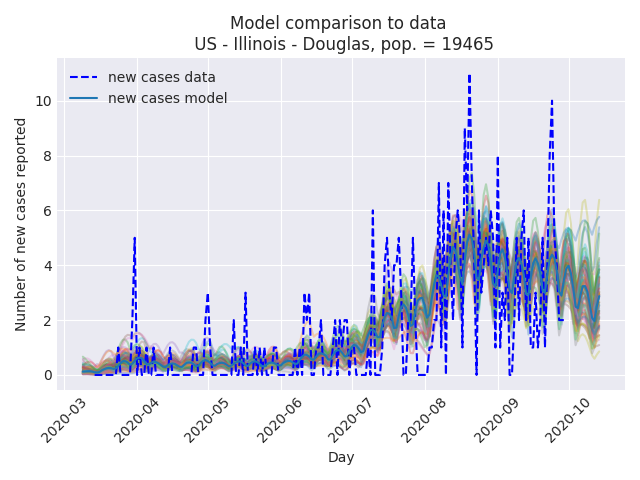 Model comparison to data
US - Illinois - Douglas, pop. = 19465
new cases data
new cases model
Number of new cases reported
10
8
6
4
2
0
2020-03
2020-04
2020-05
2020-06
2020-07
2020-08
2020-09
2020-10
Day